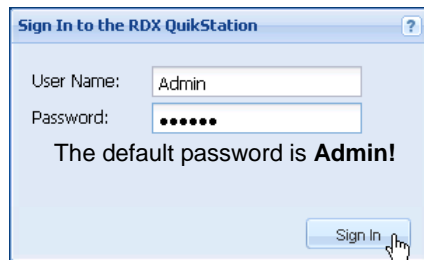 Sign In to the RDX QuikStation ?
User Name: Admin
Password: ••••••
The default password is Admin!
Sign In